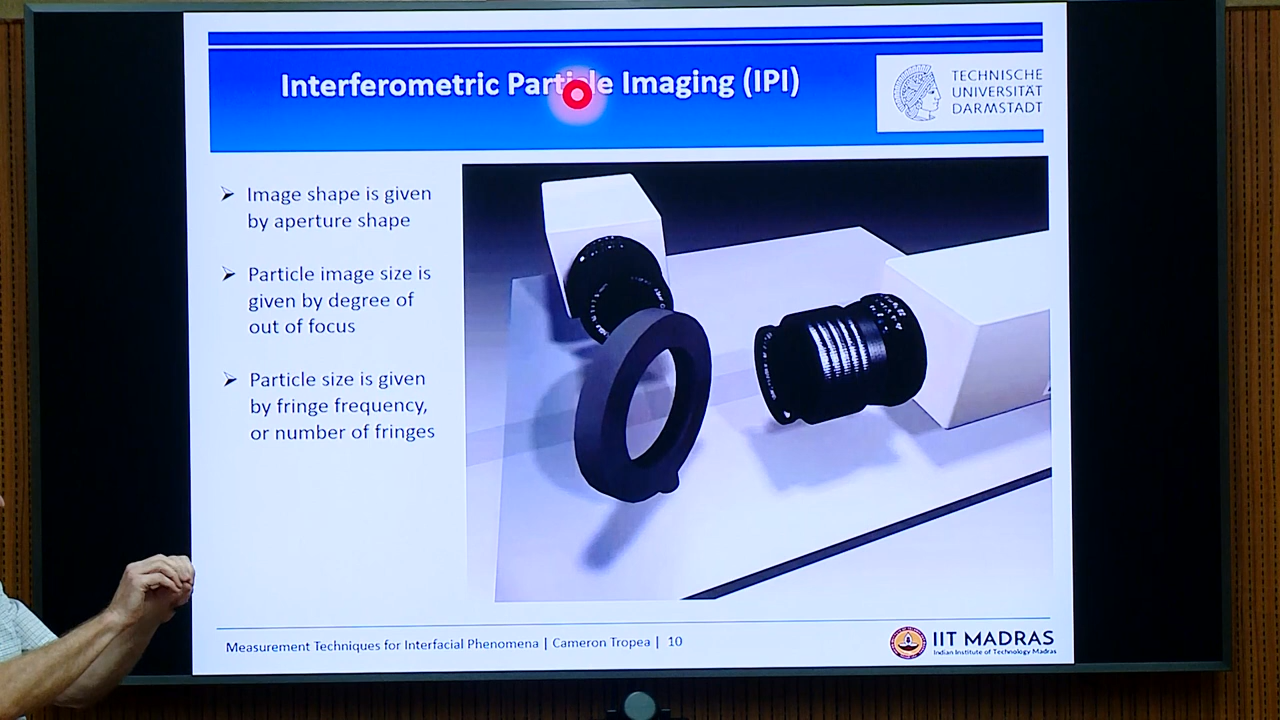 Interferometric Particle Imaging (IPI)
TECHNISCHE
UNIVERSITÄT
DARMSTADT
➢ Image shape is given
by aperture shape
➢ Particle image size is
given by degree of
out of focus
➢ Particle size is given
by fringe frequency,
or number of fringes
Measurement Techniques for Interfacial Phenomena | Cameron Tropea | 10
IIT MADRAS
Indian Institute of Technology Madras